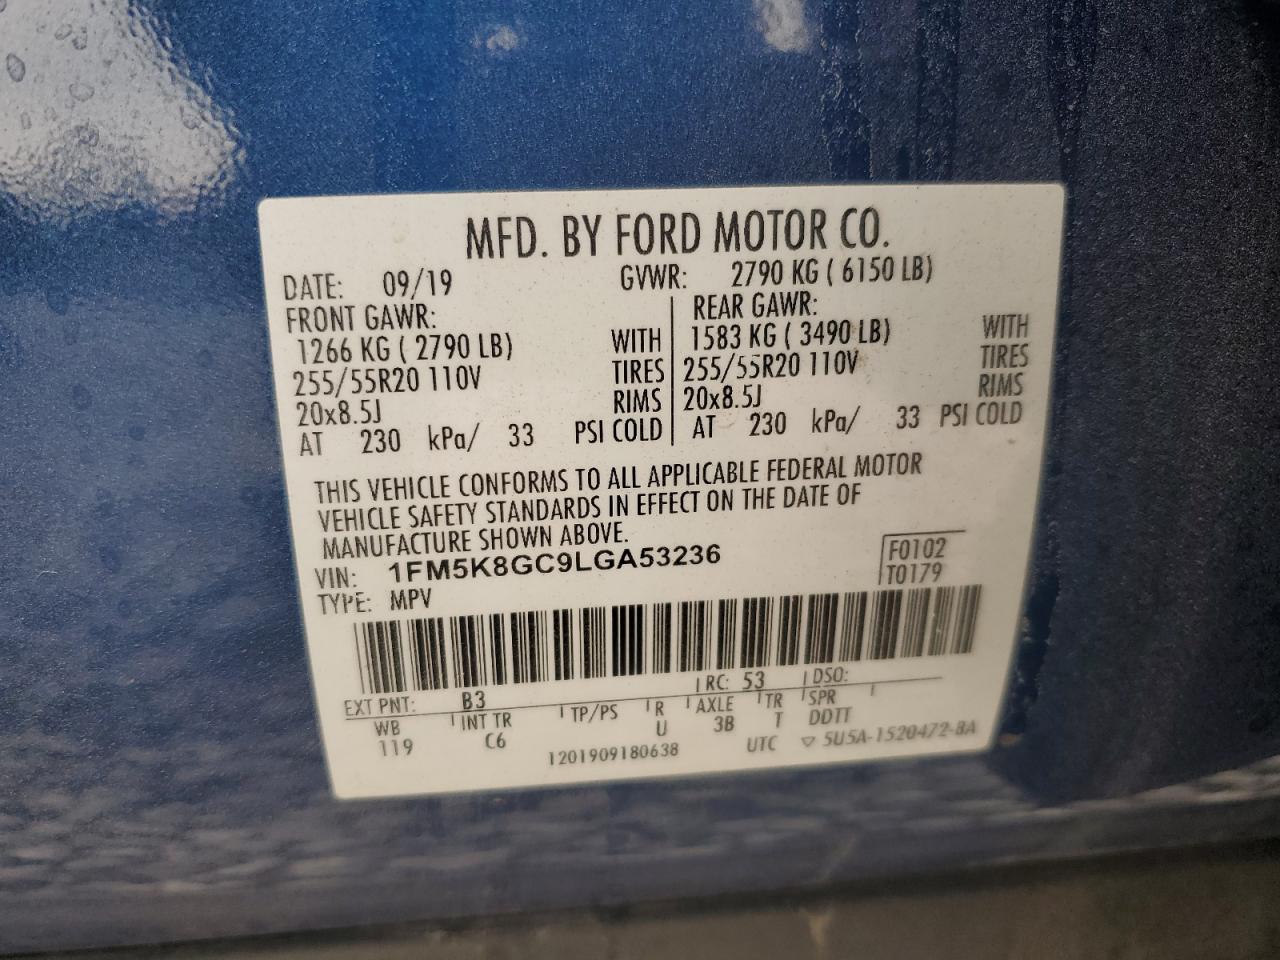 MFD. BY FORD MOTOR CO.
DATE: 09/19 GVWR: 2790 KG ( 6150 LB)
FRONT GAWR: REAR GAWR:
1266 KG ( 2790 LB) WITH 1583 KG ( 3490 LB) WITH
255/55R20 110V TIRES 255/55R20 110V TIRES
20x8.5J RIMS 20x8.5J RIMS
AT 230 kPa/ 33 PSI COLD AT 230 kPa/ 33 PSI COLD
THIS VEHICLE CONFORMS TO ALL APPLICABLE FEDERAL MOTOR
VEHICLE SAFETY STANDARDS IN EFFECT ON THE DATE OF
MANUFACTURE SHOWN ABOVE.
VIN: 1FM5K8GC9LGA53236 F0102
TYPE: MPV T0179
EXT PNT: B3 RC: 53 DSO:
WB INT TR TP/PS R AXLE TR SPR
119 C6 U 3B T DDTT
1201909180638 UTC ▽ 5U5A-1520472-BA